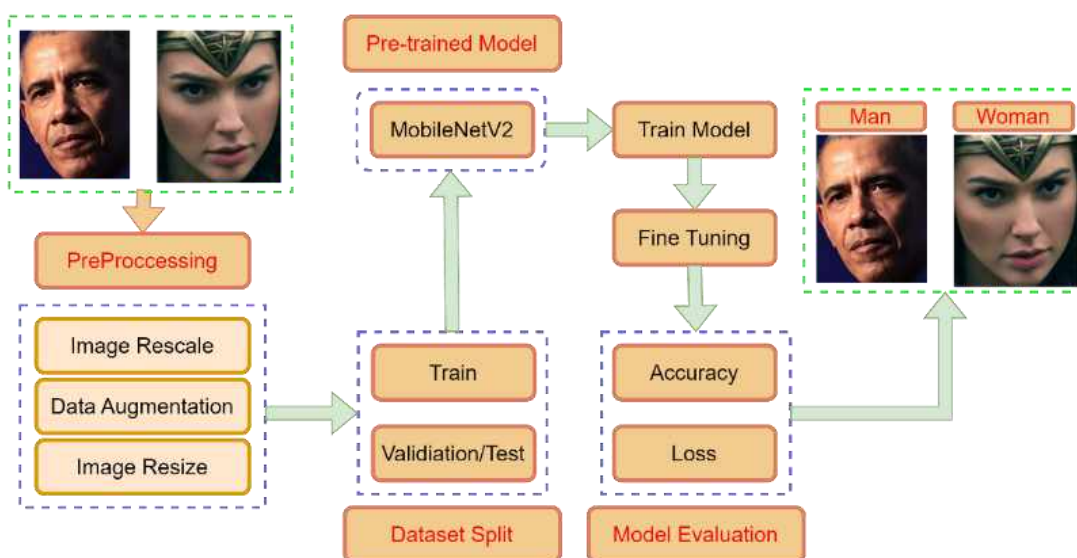 Pre-trained Model
MobileNetV2
Train Model
Man
Woman
Fine Tuning
PreProccessing
Image Rescale
Data Augmentation
Image Resize
Train
Validiation/Test
Dataset Split
Accuracy
Loss
Model Evaluation